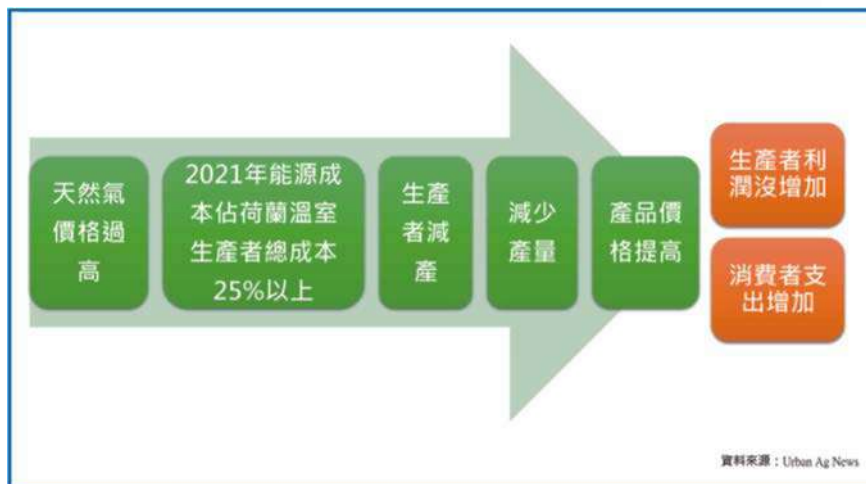 天然氣
價格過
高
2021年能源成
本佔荷蘭溫室
生產者總成本
25%以上
生產
者減
產
減少
產量
產品價
格提高
生產者利
潤沒增加
消費者支
出增加
資料來源：Urban Ag News